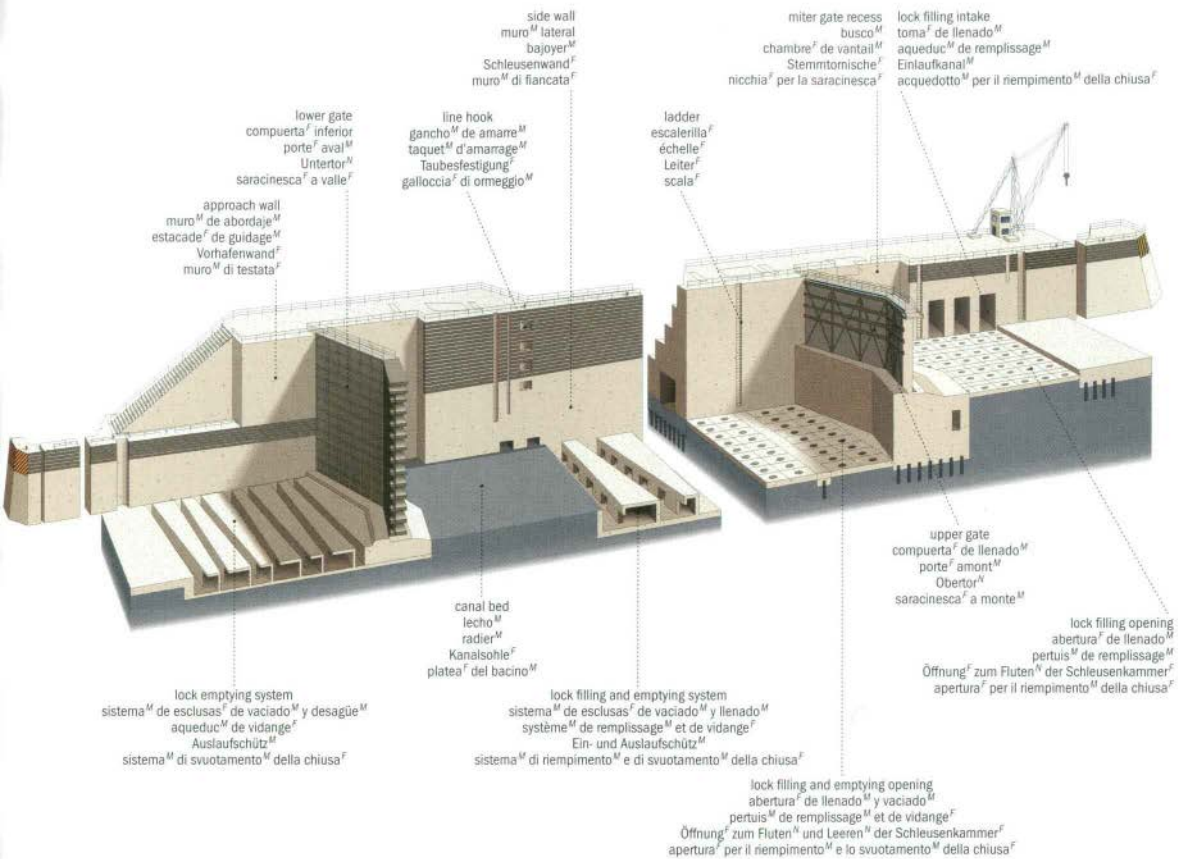 side wall
muroM lateral
bajoyerM
SchleusenwandF
muroM di fiancataF
miter gate recess
buscoM
chambreF de vantailM
StemmtornischeF
nicchiaF per la saracinescaF
lock filling intake
tomaF de llenadoM
aqueducM de remplissageM
EinlaufkanalM
acquedottoM per il riempimentoM della chiusaF
lower gate
compuertaF inferior
porteF avalM
UntertorN
saracinescaF a valleF
line hook
ganchoM de amarreM
taquetM d'amarrageM
TaubesfestigungF
gallocciaF di ormeggioM
ladder
escalerillaF
échelleF
LeiterF
scalaF
approach wall
muroM de abordajeM
estacadeF de guidageM
VorhafenwandF
muroM di testataF
upper gate
compuertaF de llenadoM
porteF amontM
ObertorN
saracinescaF a monteM
canal bed
lechoM
radierM
KanalsohleF
plateaF del bacinoM
lock filling opening
aberturaF de llenadoM
pertuisM de remplissageM
ÖffnungF zum FlutenN der SchleusenkammerF
aperturaF per il riempimentoM della chiusaF
lock emptying system
sistemaM de esclusasF de vaciadoM y desagüeM
aqueducM de vidangeF
AuslaufschützM
sistemaM di svuotamentoM della chiusaF
lock filling and emptying system
sistemaM de esclusasF de vaciadoM y llenadoM
systèmeM de remplissageM et de vidangeF
Ein- und AuslaufschützM
sistemaM di riempimentoM e di svuotamentoM della chiusaF
lock filling and emptying opening
aberturaF de llenadoM y vaciadoM
pertuisM de remplissageM et de vidangeF
ÖffnungF zum FlutenN und LeerenN der SchleusenkammerF
aperturaF per il riempimentoM e lo svuotamentoM della chiusaF